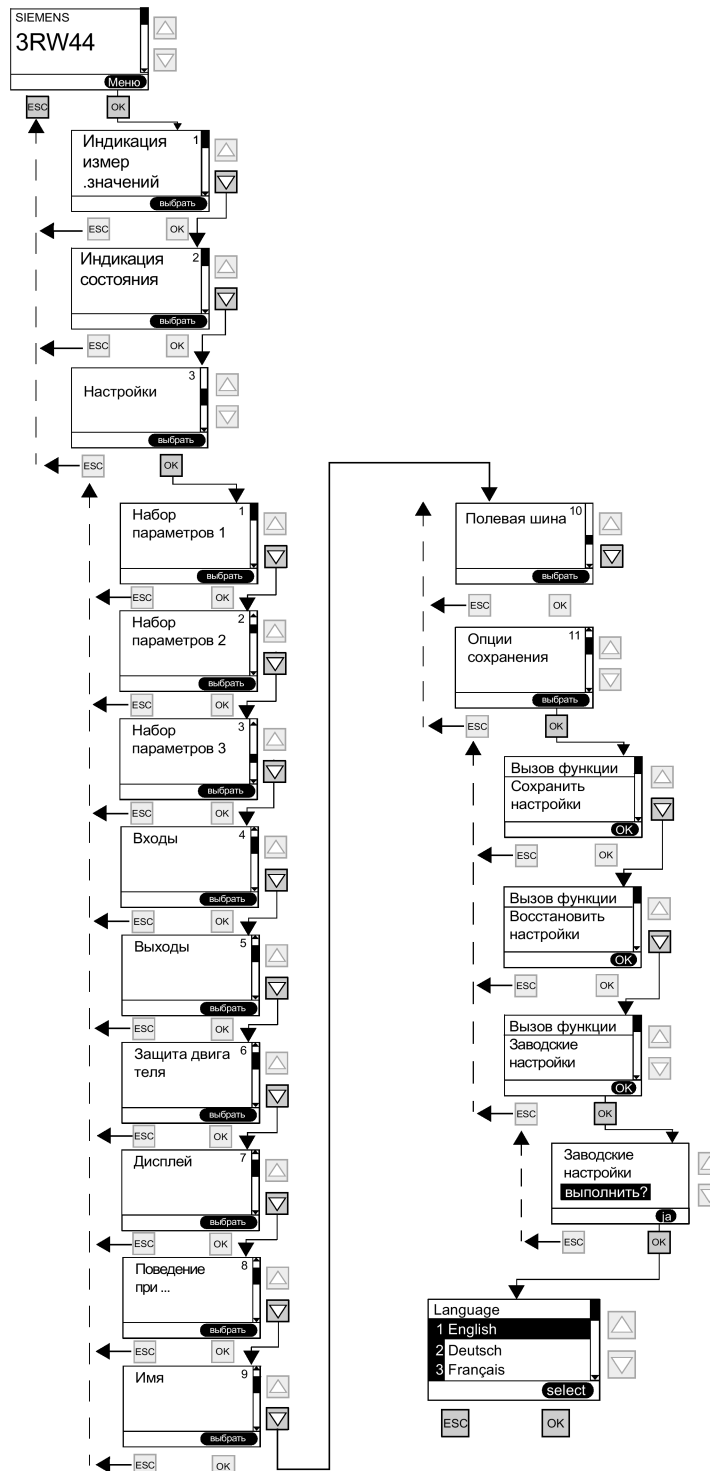 SIEMENS
3RW44
Меню
ESC
OK
Индикация 1
измер
.значений
выбрать
ESC
OK
Индикация 2
состояния
выбрать
ESC
OK
3
Настройки
выбрать
ESC
OK
Набор 1
параметров 1
выбрать
ESC
OK
Набор 2
параметров 2
выбрать
ESC
OK
Набор 3
параметров 3
выбрать
ESC
OK
Входы 4
выбрать
ESC
OK
Выходы 5
выбрать
ESC
OK
Защита двига 6
теля
выбрать
ESC
OK
Дисплей 7
выбрать
ESC
OK
Поведение 8
при ...
выбрать
ESC
OK
Имя 9
выбрать
ESC
OK
Полевая шина 10
выбрать
ESC
OK
Опции 11
сохранения
выбрать
ESC
OK
Вызов функции
Сохранить
настройки
OK
ESC
OK
Вызов функции
Восстановить
настройки
OK
ESC
OK
Вызов функции
Заводские
настройки
OK
ESC
OK
Заводские
настройки
выполнить?
ja
ESC
OK
Language
1 English
2 Deutsch
3 Français
select
ESC
OK